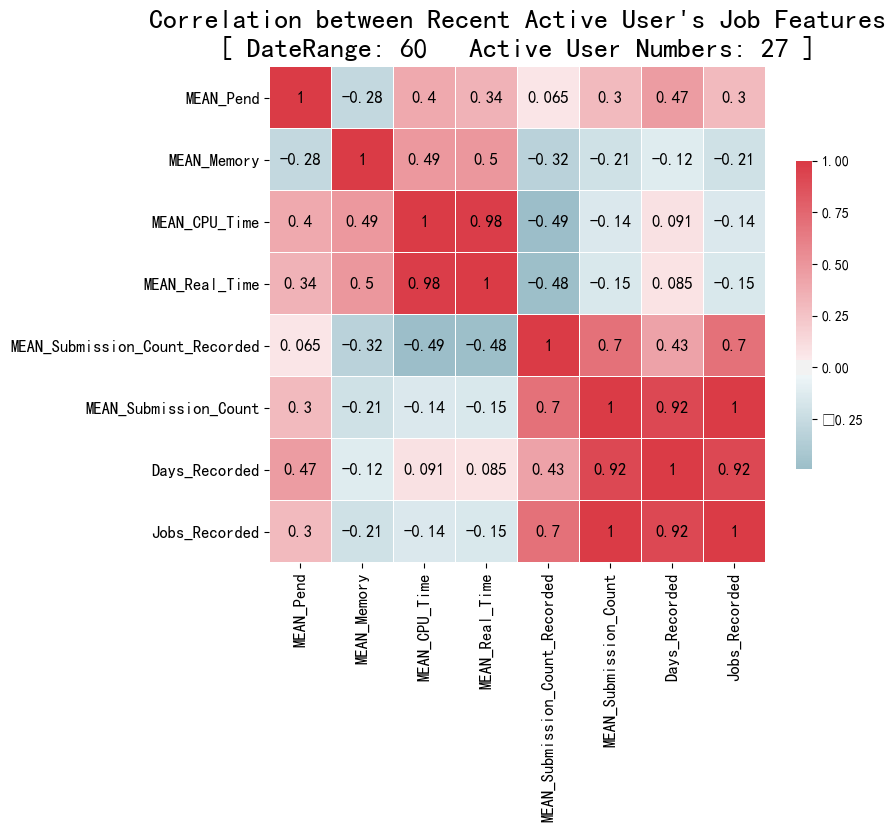 Correlation between Recent Active User's Job Features
[ DateRange: 60   Active User Numbers: 27 ]
MEAN_Pend 1 −0.28 0.4 0.34 0.065 0.3 0.47 0.3
MEAN_Memory −0.28 1 0.49 0.5 −0.32 −0.21 −0.12 −0.21
MEAN_CPU_Time 0.4 0.49 1 0.98 −0.49 −0.14 0.091 −0.14
MEAN_Real_Time 0.34 0.5 0.98 1 −0.48 −0.15 0.085 −0.15
MEAN_Submission_Count_Recorded 0.065 −0.32 −0.49 −0.48 1 0.7 0.43 0.7
MEAN_Submission_Count 0.3 −0.21 −0.14 −0.15 0.7 1 0.92 1
Days_Recorded 0.47 −0.12 0.091 0.085 0.43 0.92 1 0.92
Jobs_Recorded 0.3 −0.21 −0.14 −0.15 0.7 1 0.92 1
MEAN_Pend
MEAN_Memory
MEAN_CPU_Time
MEAN_Real_Time
MEAN_Submission_Count_Recorded
MEAN_Submission_Count
Days_Recorded
Jobs_Recorded
1.00
0.75
0.50
0.25
0.00
□0.25